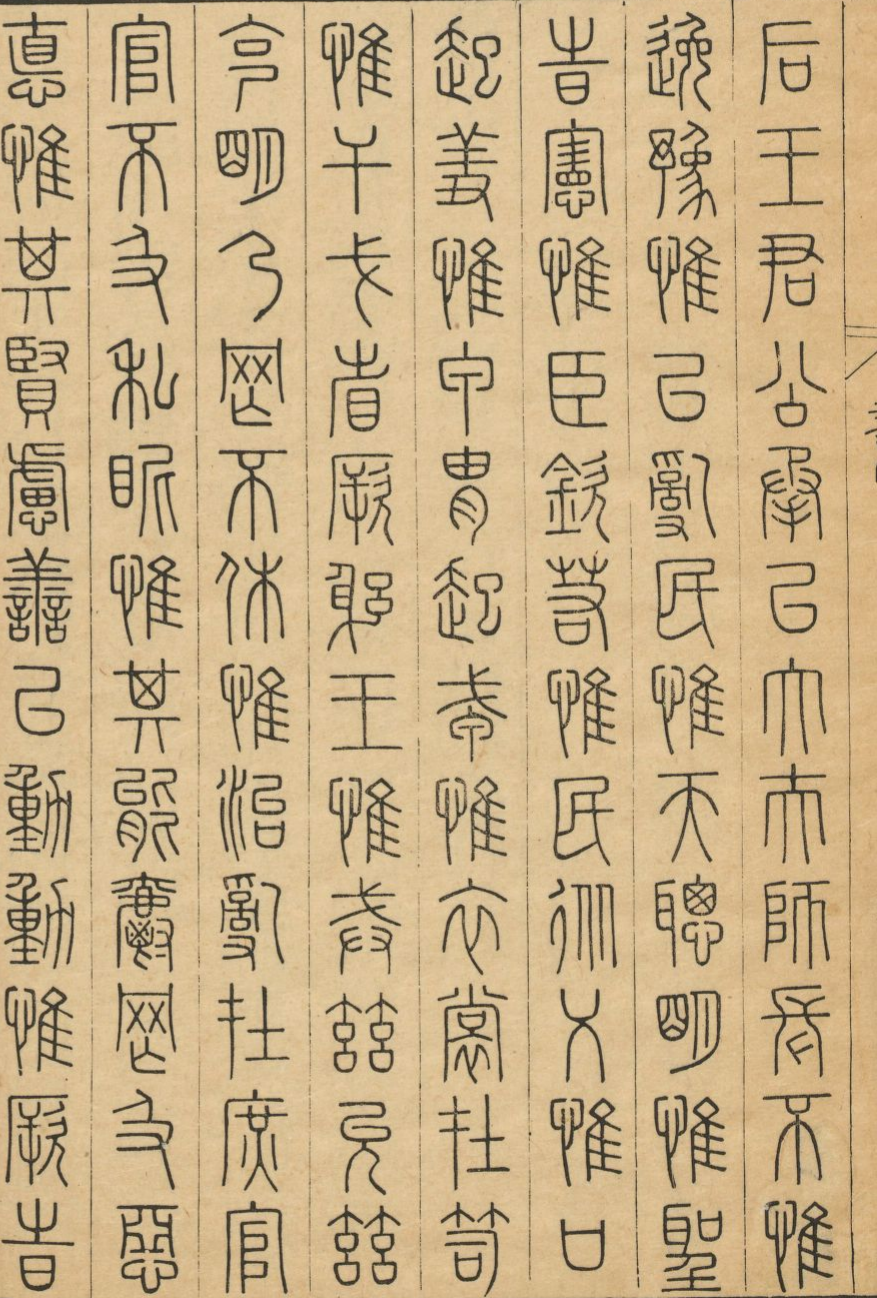 后王君公承以大夫師長不惟
逸豫惟以亂民惟天聰明惟聖
時憲惟臣欽若惟民從乂惟口
起羞惟甲冑起戎惟衣裳在笥
惟干戈省厥躬王惟戒茲允茲
克明乃罔不休惟治亂在庶官
官不及私昵惟其能爵罔及惡
悳惟其賢慮善以動動惟厥時